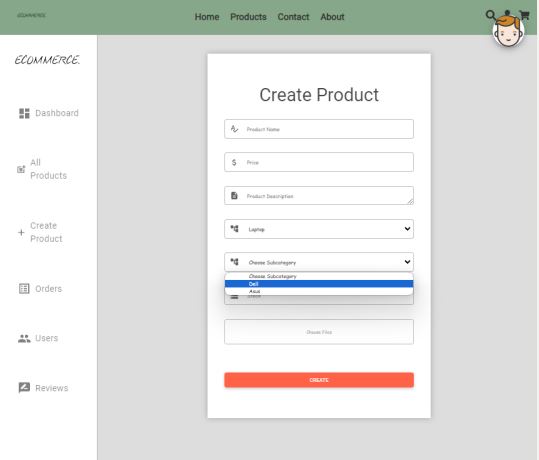 ECOMMERCE.
Home Products Contact About
ECOMMERCE.
Dashboard
All
Products
Create
Product
Orders
Users
Reviews
Create Product
Product Name
Price
Product Description
Laptop
Choose Subcategory
Choose Subcategory
Dell
Asus
Stock
Choose Files
CREATE